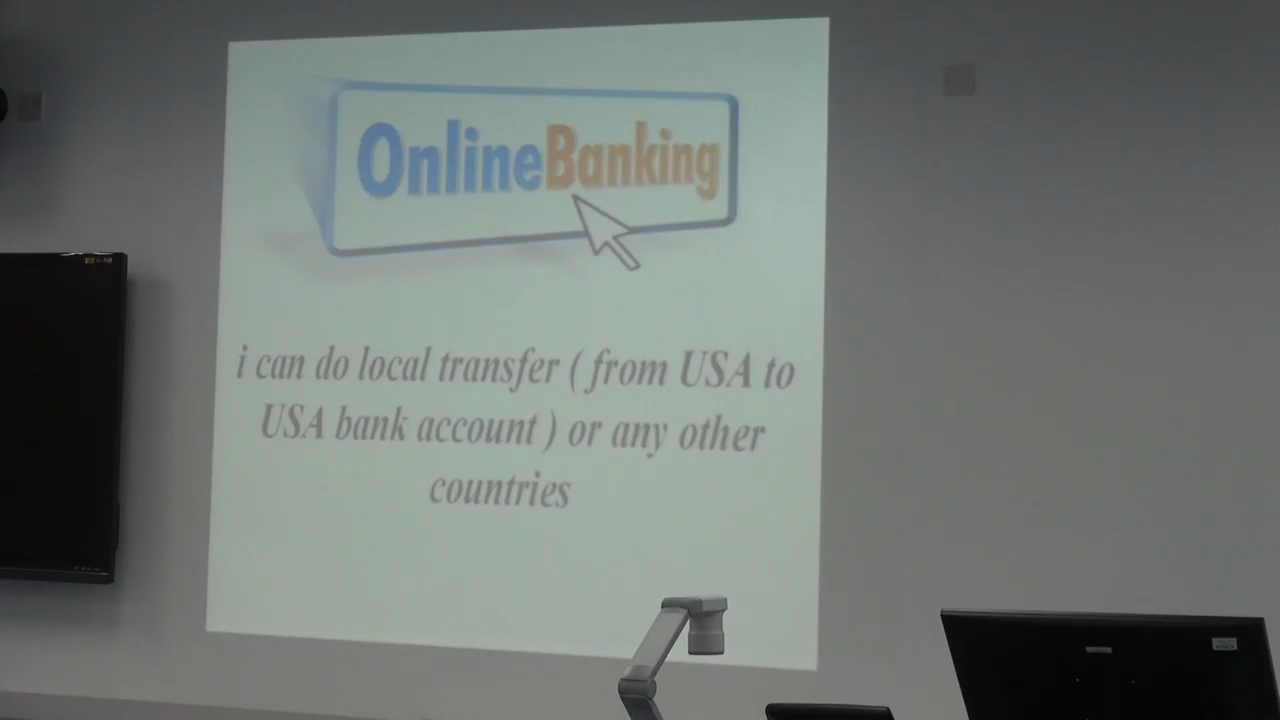 OnlineBanking
i can do local transfer ( from USA to
USA bank account ) or any other
countries